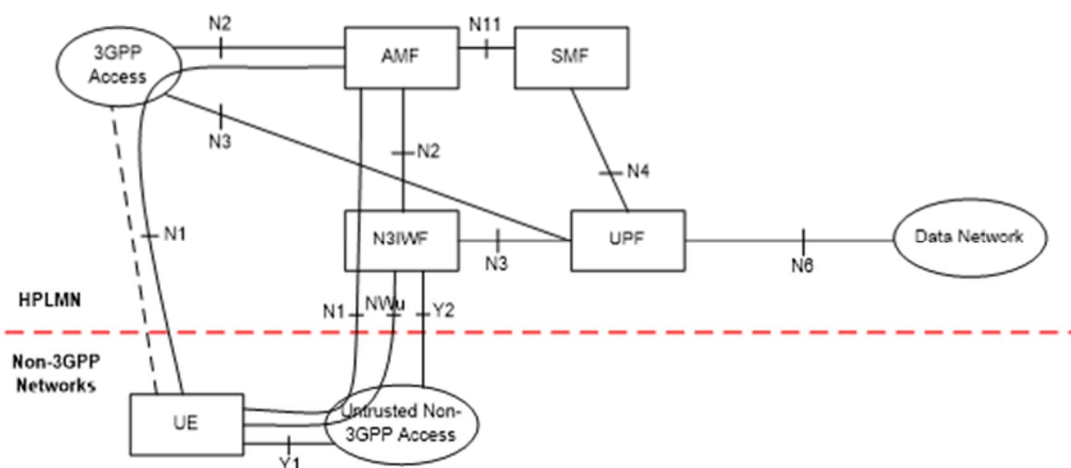 N2
N11
3GPP
Access
AMF
SMF
N3
N2
N4
N1
N3IWF
N3
UPF
N6
Data Network
HPLMN
N1
NWu
Y2
Non-3GPP
Networks
UE
Untrusted Non-
3GPP Access
Y1